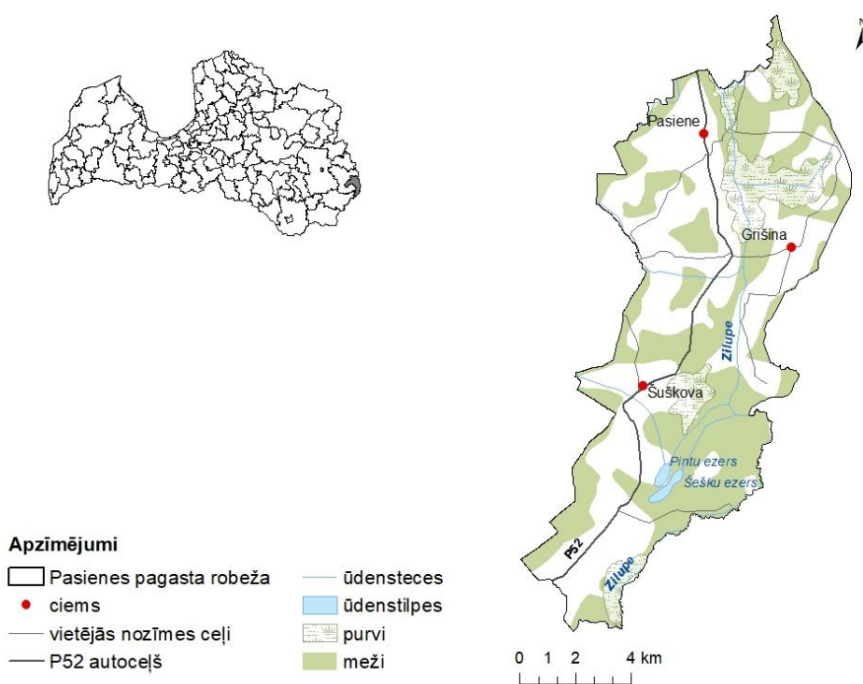 N
Pasiene
Grišina
Zilupe
Šuškova
Pintu ezers
Šešku ezers
P52
Zilupe
Apzīmējumi
Pasienes pagasta robeža
ciems
vietējās nozīmes ceļi
P52 autoceļš
ūdensteces
ūdenstilpes
purvi
meži
0 1 2 4 km